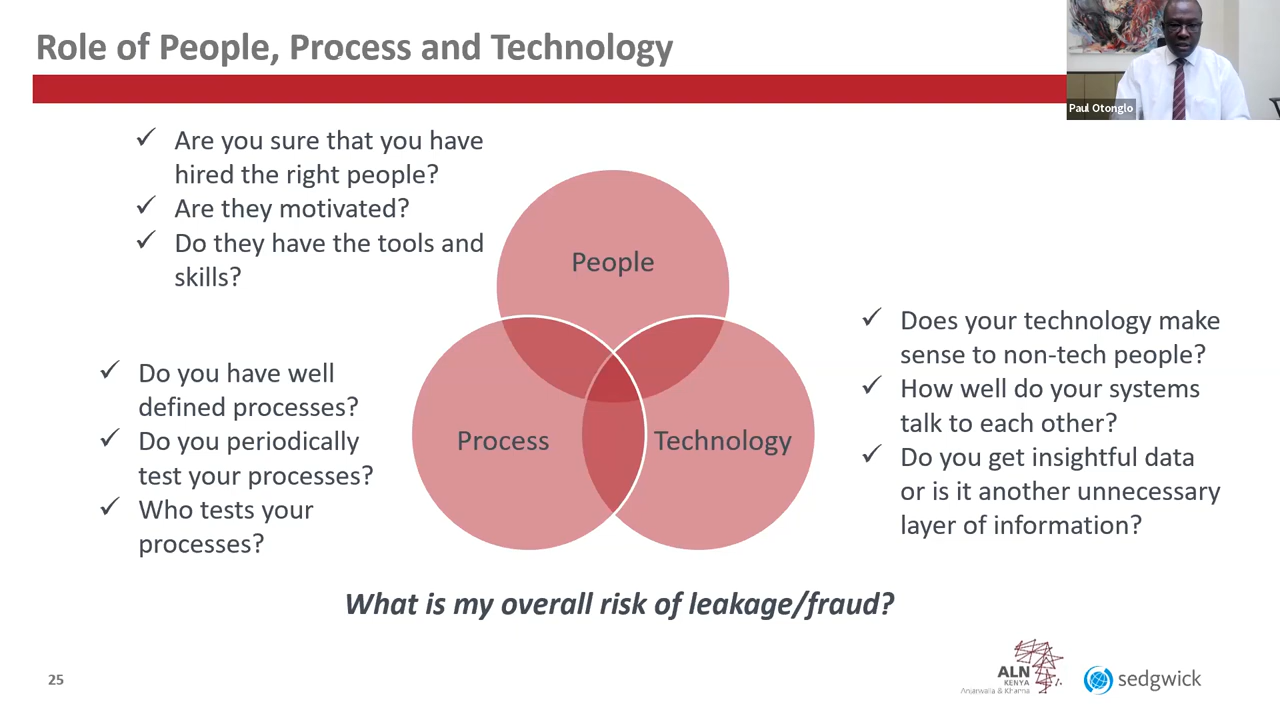 Role of People, Process and Technology
Paul Otonglo
✓ Are you sure that you have
hired the right people?
✓ Are they motivated?
✓ Do they have the tools and
skills?
People
✓ Do you have well
defined processes?
✓ Do you periodically
test your processes?
✓ Who tests your
processes?
Process
Technology
✓ Does your technology make
sense to non-tech people?
✓ How well do your systems
talk to each other?
✓ Do you get insightful data
or is it another unnecessary
layer of information?
What is my overall risk of leakage/fraud?
25
ALN
KENYA
Anjarwalla & Khanna
sedgwick